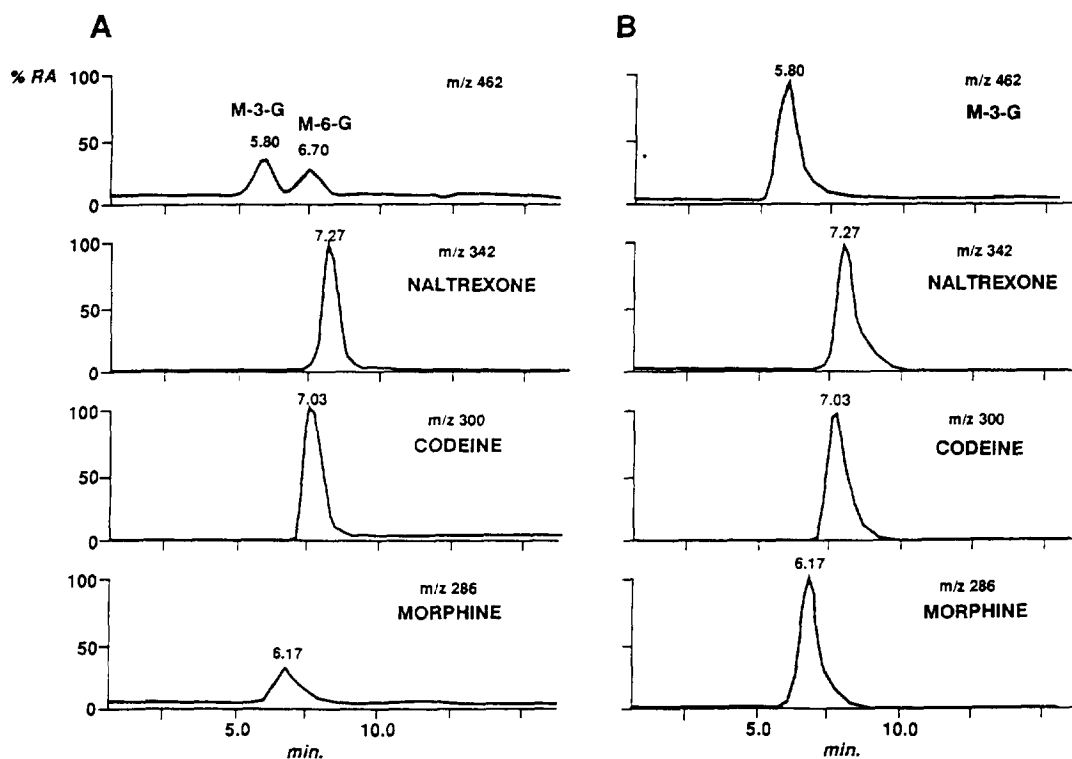 A
% RA
100
50
0
m/z 462
M-3-G
5.80
M-6-G
6.70
100
50
0
7.27
m/z 342
NALTREXONE
100
50
0
7.03
m/z 300
CODEINE
100
50
0
6.17
m/z 286
MORPHINE
5.0
10.0
min.
B
5.80
m/z 462
M-3-G
7.27
m/z 342
NALTREXONE
7.03
m/z 300
CODEINE
6.17
m/z 286
MORPHINE
5.0
10.0
min.